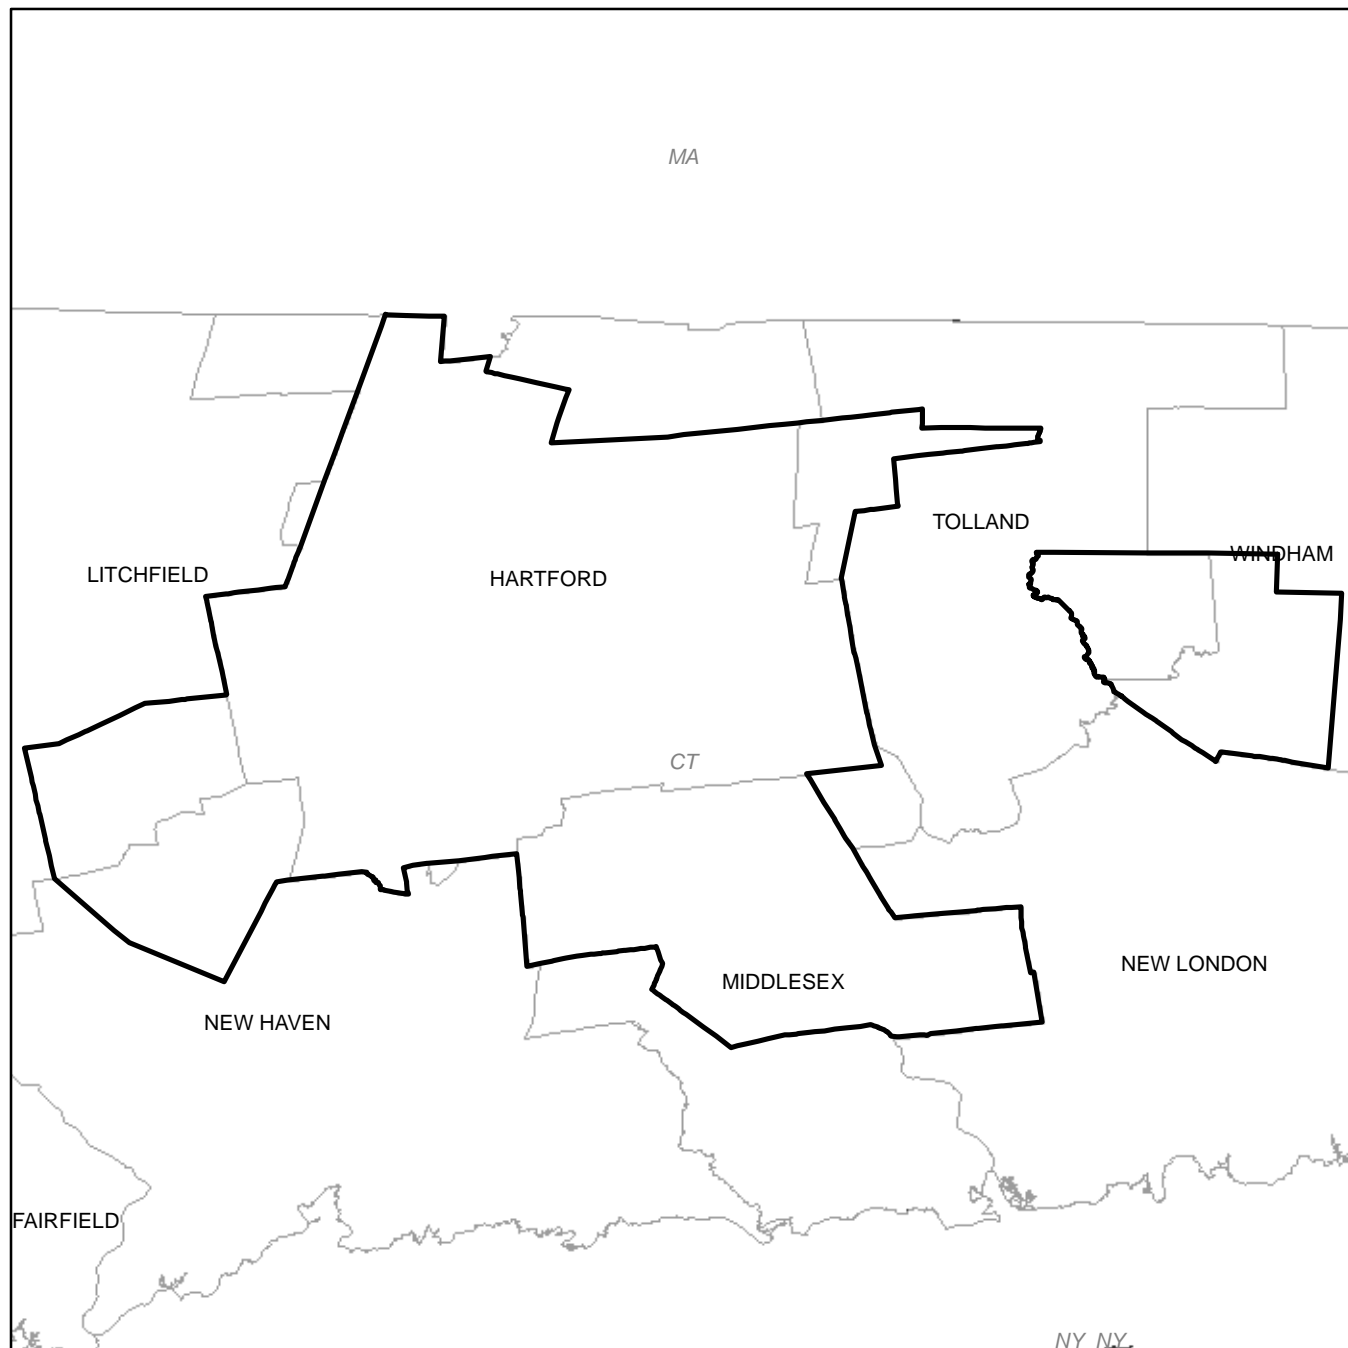 MA
TOLLAND
WINDHAM
LITCHFIELD
HARTFORD
CT
NEW LONDON
MIDDLESEX
NEW HAVEN
FAIRFIELD
NY NY